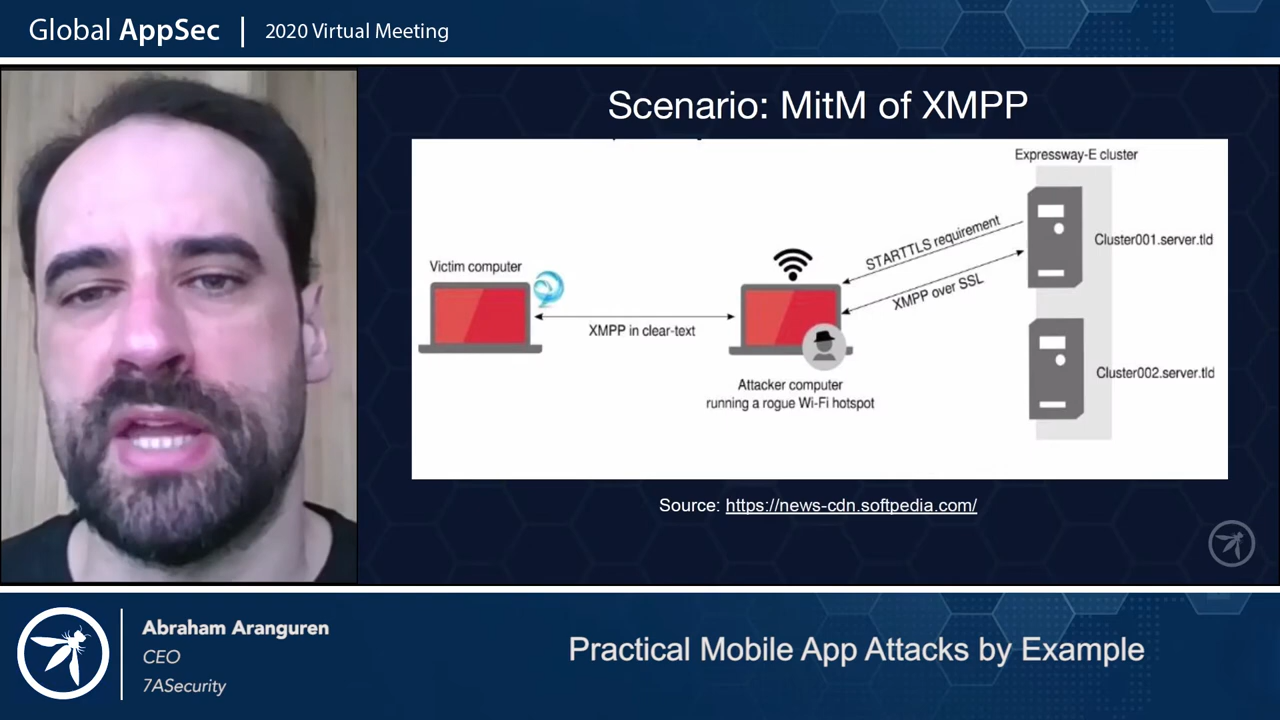 Global AppSec | 2020 Virtual Meeting
Scenario: MitM of XMPP
Expressway-E cluster
STARTTLS requirement
Cluster001.server.tld
Victim computer
XMPP over SSL
XMPP in clear-text
Cluster002.server.tld
Attacker computer
running a rogue Wi-Fi hotspot
Source: https://news-cdn.softpedia.com/
Abraham Aranguren
CEO
7ASecurity
Practical Mobile App Attacks by Example